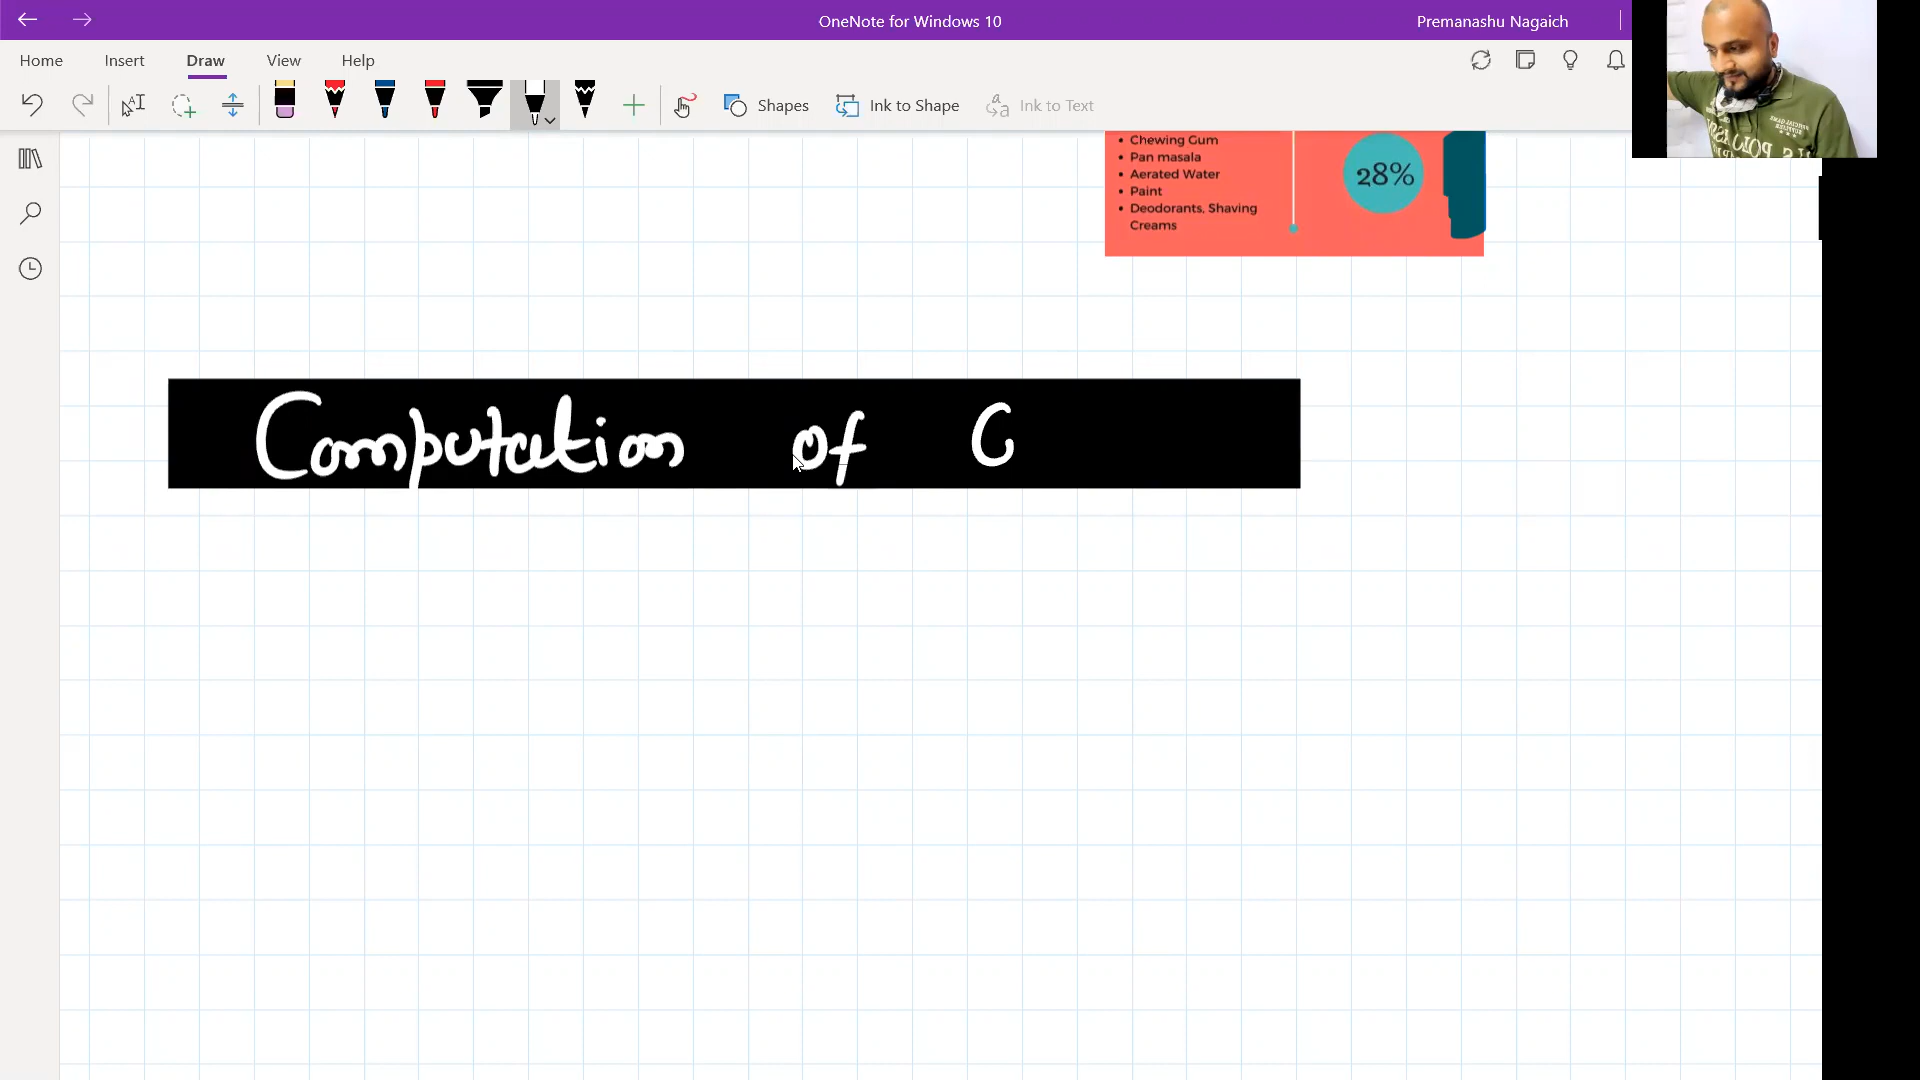 OneNote for Windows 10
Premanashu Nagaich
Home
Insert
Draw
View
Help
Shapes
Ink to Shape
Ink to Text
• Chewing Gum
• Pan masala
• Aerated Water
• Paint
• Deodorants, Shaving
Creams
28%
Computation of G